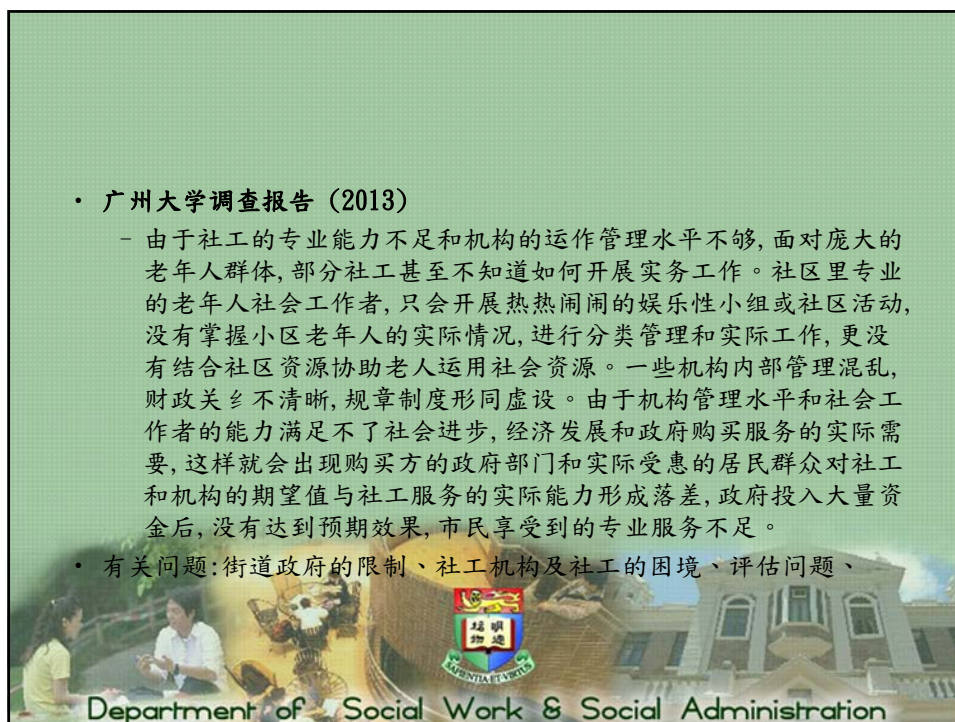 • 广州大学调查报告 (2013)
– 由于社工的专业能力不足和机构的运作管理水平不够,面对庞大的
老年人群体,部分社工甚至不知道如何开展实务工作。社区里专业
的老年人社会工作者,只会开展热热闹闹的娱乐性小组或社区活动,
没有掌握小区老年人的实际情况,进行分类管理和实际工作,更没
有结合社区资源协助老人运用社会资源。一些机构内部管理混乱,
财政关纟不清晰,规章制度形同虚设。由于机构管理水平和社会工
作者的能力满足不了社会进步,经济发展和政府购买服务的实际需
要,这样就会出现购买方的政府部门和实际受惠的居民群众对社工
和机构的期望值与社工服务的实际能力形成落差,政府投入大量资
金后,没有达到预期效果,市民享受到的专业服务不足。
• 有关问题:街道政府的限制、社工机构及社工的困境、评估问题、
明德
格物
SAPIENTIA·ET·VIRTUS
Department of Social Work & Social Administration